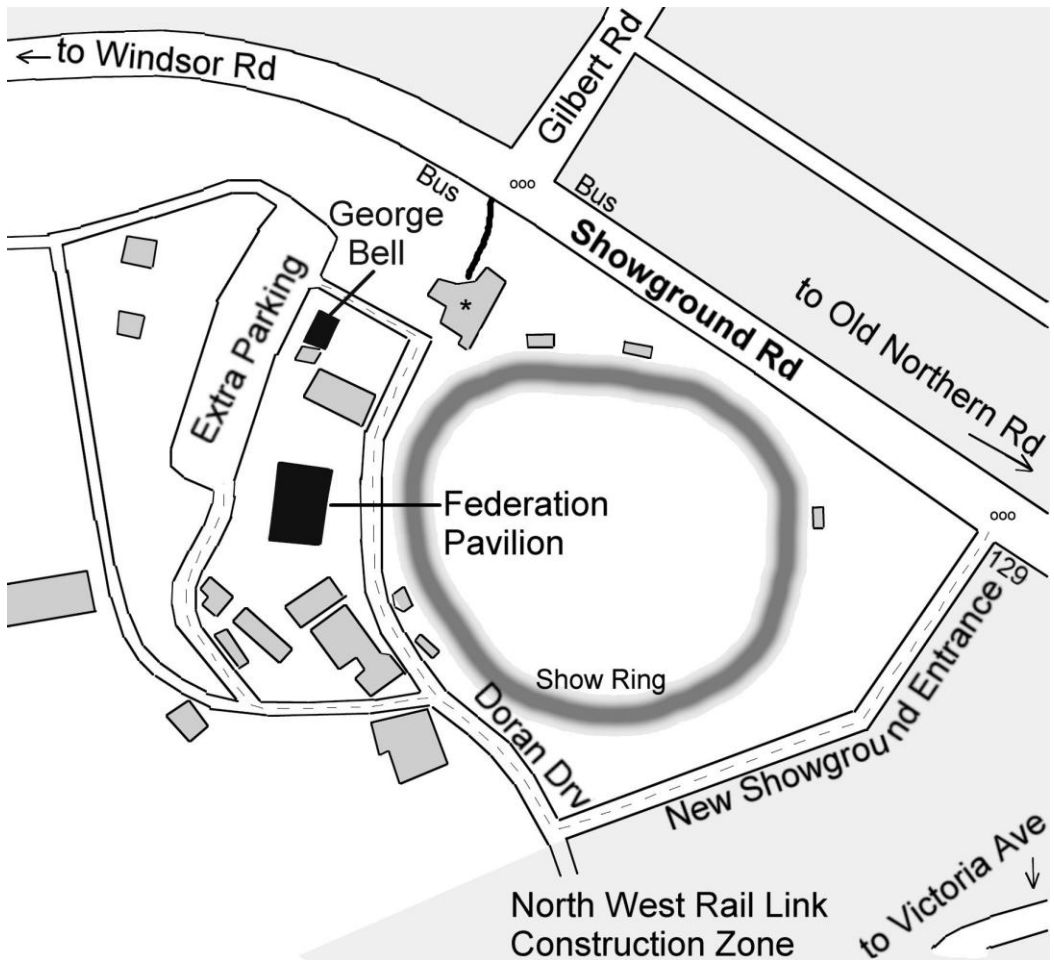 to Windsor Rd
Gilbert Rd
Bus
ooo
Bus
George
Bell
Showground Rd
*
to Old Northern Rd
Extra Parking
Federation
Pavilion
ooo
129
Show Ring
Doran Drv
New Showground Entrance
to Victoria Ave
North West Rail Link
Construction Zone